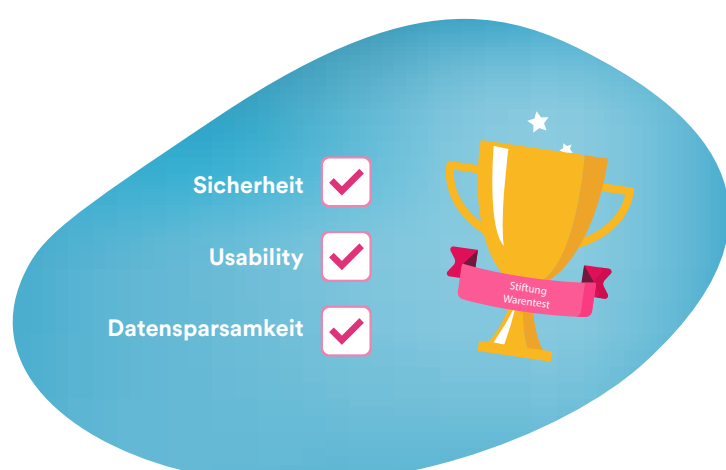 Sicherheit
Usability
Datensparsamkeit
Stiftung
Warentest